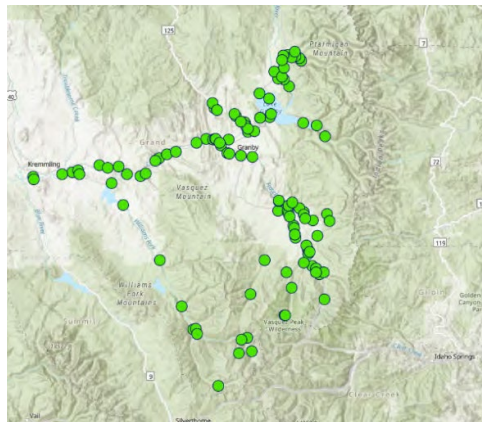 125
Ptarmigan
Mountain
7
40
Grand
Granby
Kremmling
72
Vasquez
Mountain
119
Williams
Fork
Mountains
Gilpin
Summit
Golden
Vasquez Peak
Wilderness
Idaho Springs
9
Clear Creek
Vail
Silverthorne